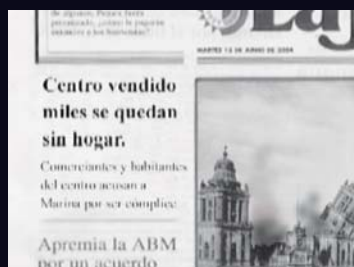 La j
MARTES 13 DE JUNIO DE 2006
Centro vendido
miles se quedan
sin hogar.
Comerciantes y habitantes
del centro acusan a
Marina por ser cómplice
Apremia la ABM
por un acuerdo